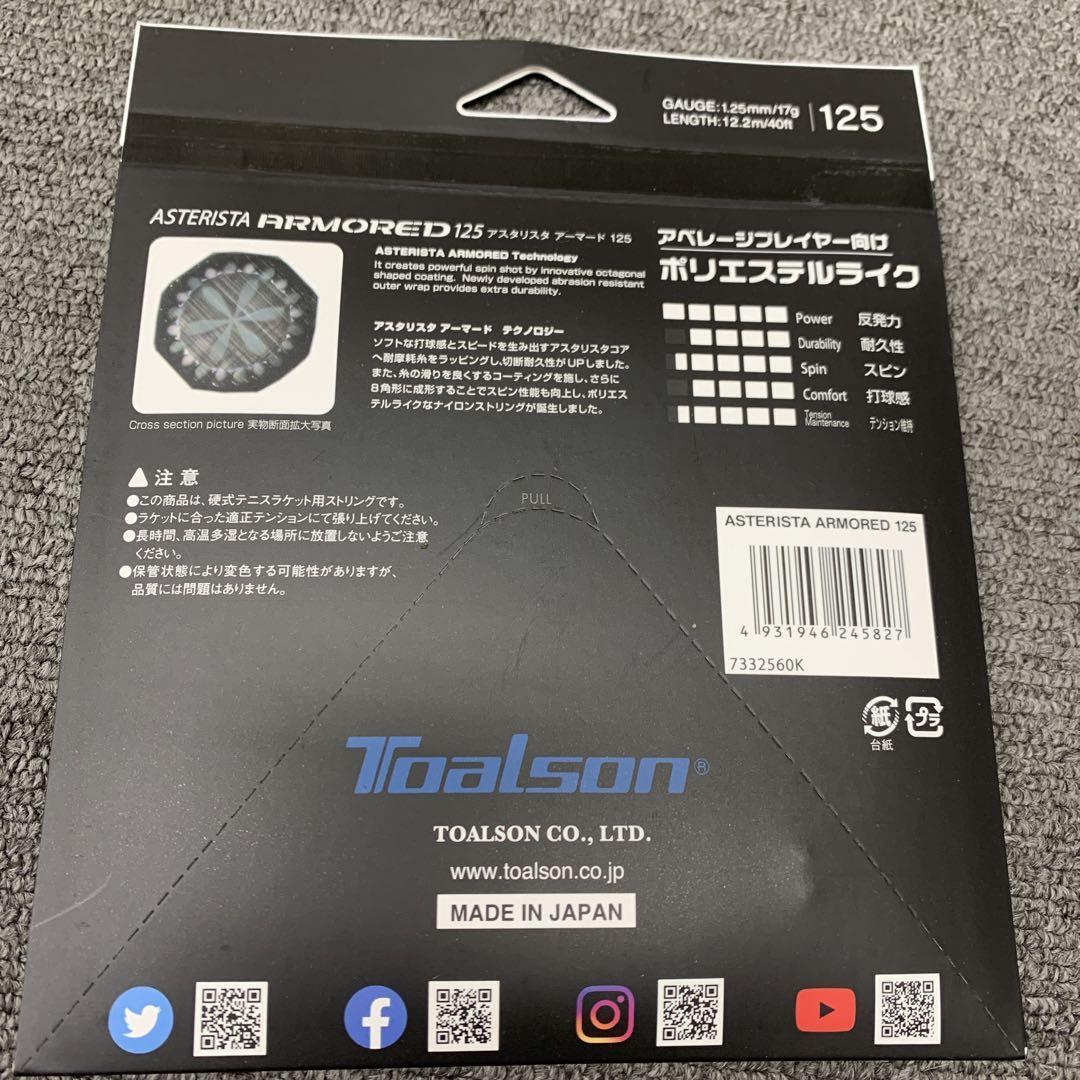 GAUGE:1.25mm/17g
LENGTH:12.2m/40ft
125
ASTERISTA ARMORED 125 アスタリスタ アーマード 125
ASTERISTA ARMORED Technology
It creates powerful spin shot by innovative octagonal
shaped coating. Newly developed abrasion resistant
outer wrap provides extra durability.
アスタリスタ アーマード テクノロジー
ソフトな打球感とスピードを生み出すアスタリスタコア
へ耐摩耗糸をラッピングし、切断耐久性がUPしました。
また、糸の滑りを良くするコーティングを施し、さらに
8角形に成形することでスピン性能も向上し、ポリエス
テルライクなナイロンストリングが誕生しました。
Cross section picture 実物断面拡大写真
アベレージプレイヤー向け
ポリエステルライク
Power 反発力
Durability 耐久性
Spin スピン
Comfort 打球感
Tension
Maintenance テンション維持
注意
●この商品は、硬式テニスラケット用ストリングです。
●ラケットに合った適正テンションにて張り上げてください。
●長時間、高温多湿となる場所に放置しないようご注意
ください。
●保管状態により変色する可能性がありますが、
品質には問題はありません。
PULL
ASTERISTA ARMORED 125
4 931946 245827
7332560K
紙
プラ
台紙
Toalson®
TOALSON CO., LTD.
www.toalson.co.jp
MADE IN JAPAN